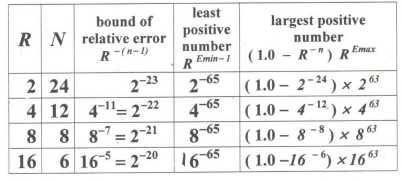 R N bound of relative error R^-(n-1) least positive number R^Emin-1 largest positive number (1.0 - R^-n) R^Emax
2 24 2^-23 2^-65 (1.0 - 2^-24) × 2^63
4 12 4^-11 = 2^-22 4^-65 (1.0 - 4^-12) × 4^63
8 8 8^-7 = 2^-21 8^-65 (1.0 - 8^-8) × 8^63
16 6 16^-5 = 2^-20 16^-65 (1.0 - 16^-6) × 16^63